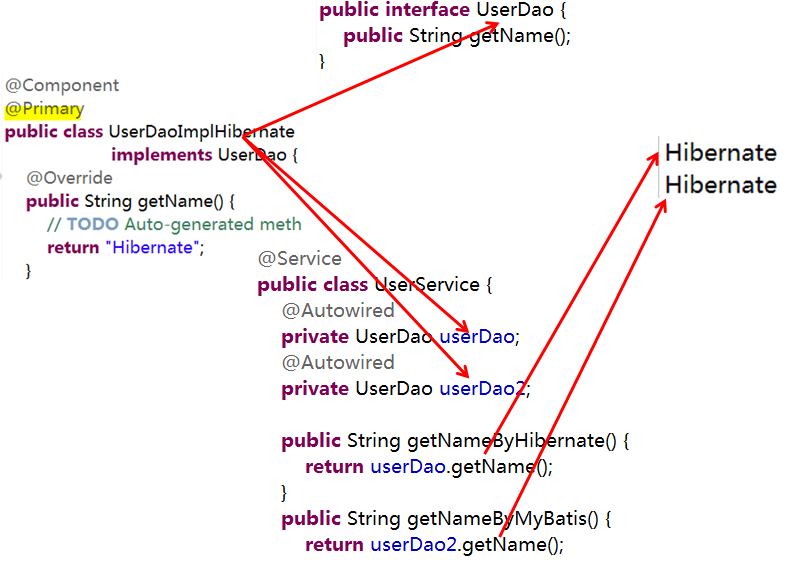 public interface UserDao {
public String getName();
}
@Component
@Primary
public class UserDaoImplHibernate
implements UserDao {
@Override
public String getName() {
// TODO Auto-generated meth
return "Hibernate";
}
Hibernate
Hibernate
@Service
public class UserService {
@Autowired
private UserDao userDao;
@Autowired
private UserDao userDao2;
public String getNameByHibernate() {
return userDao.getName();
}
public String getNameByMyBatis() {
return userDao2.getName();